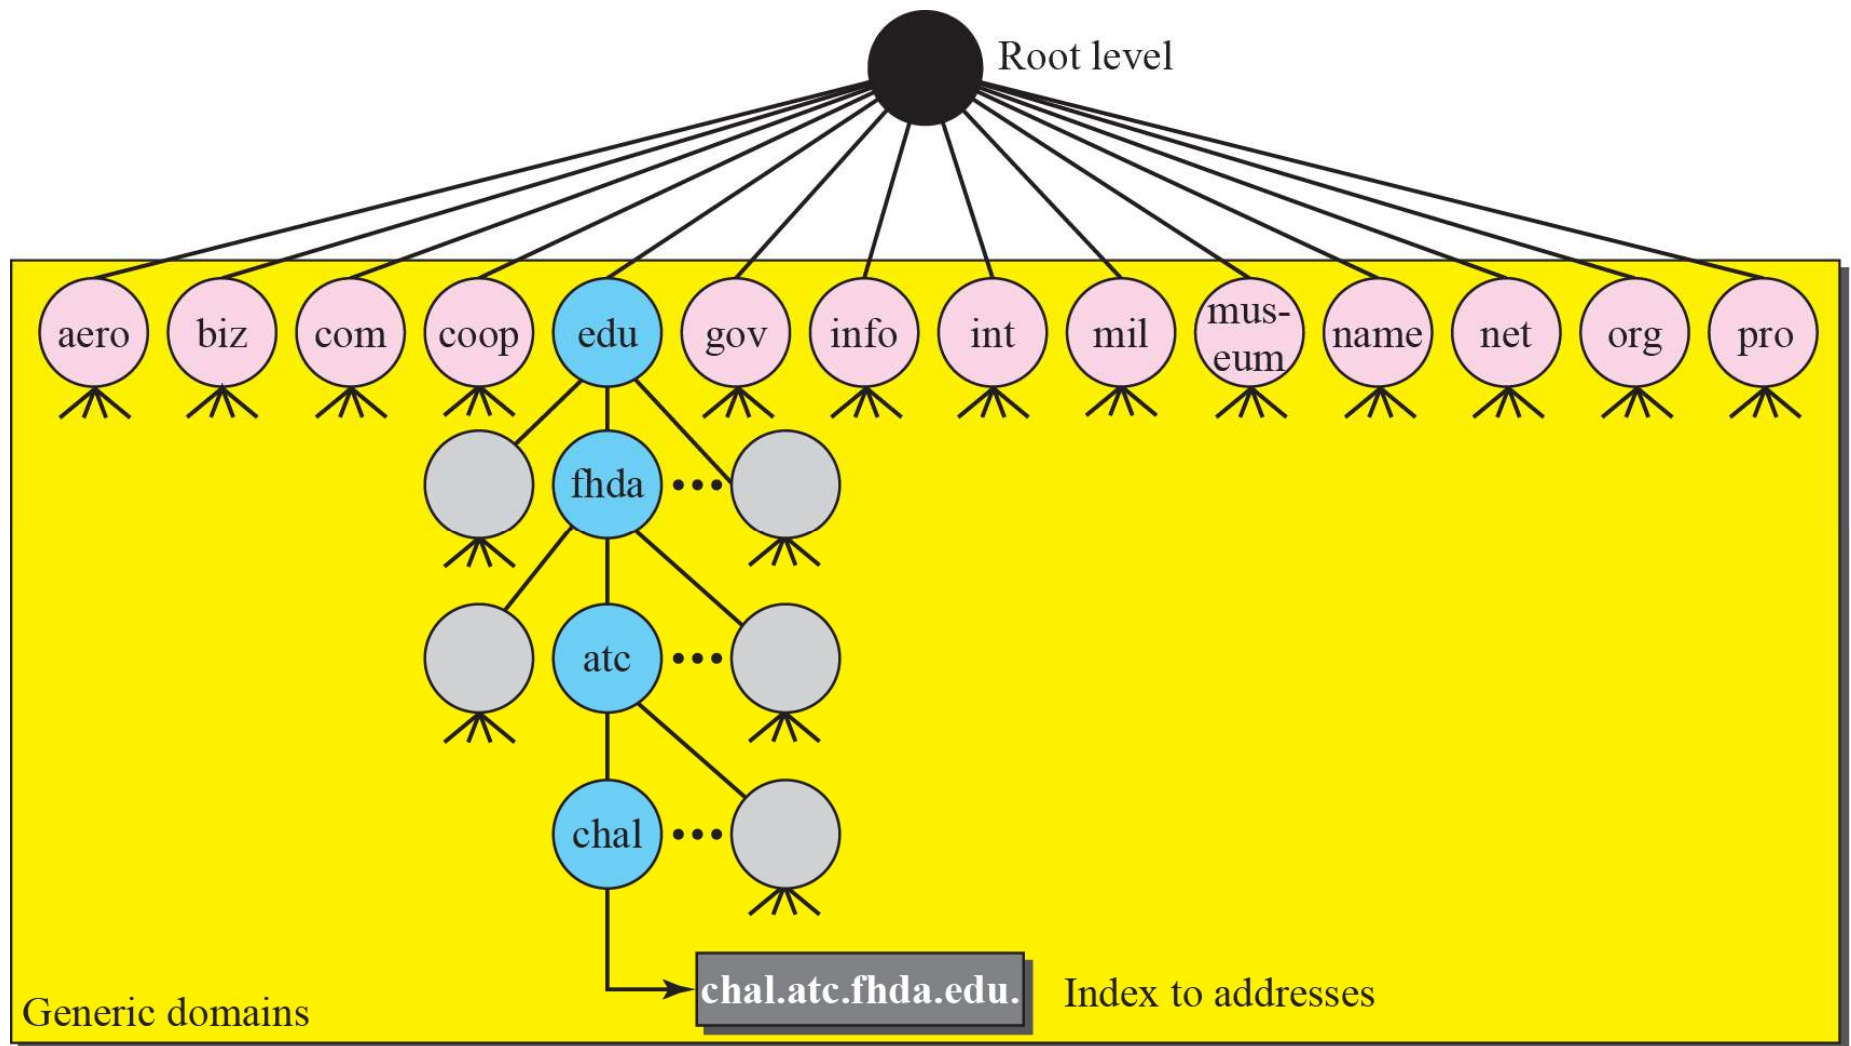 Root level
aero biz com coop edu gov info int mil mus-
eum name net org pro
fhda
atc
chal
chal.atc.fhda.edu.
Index to addresses
Generic domains